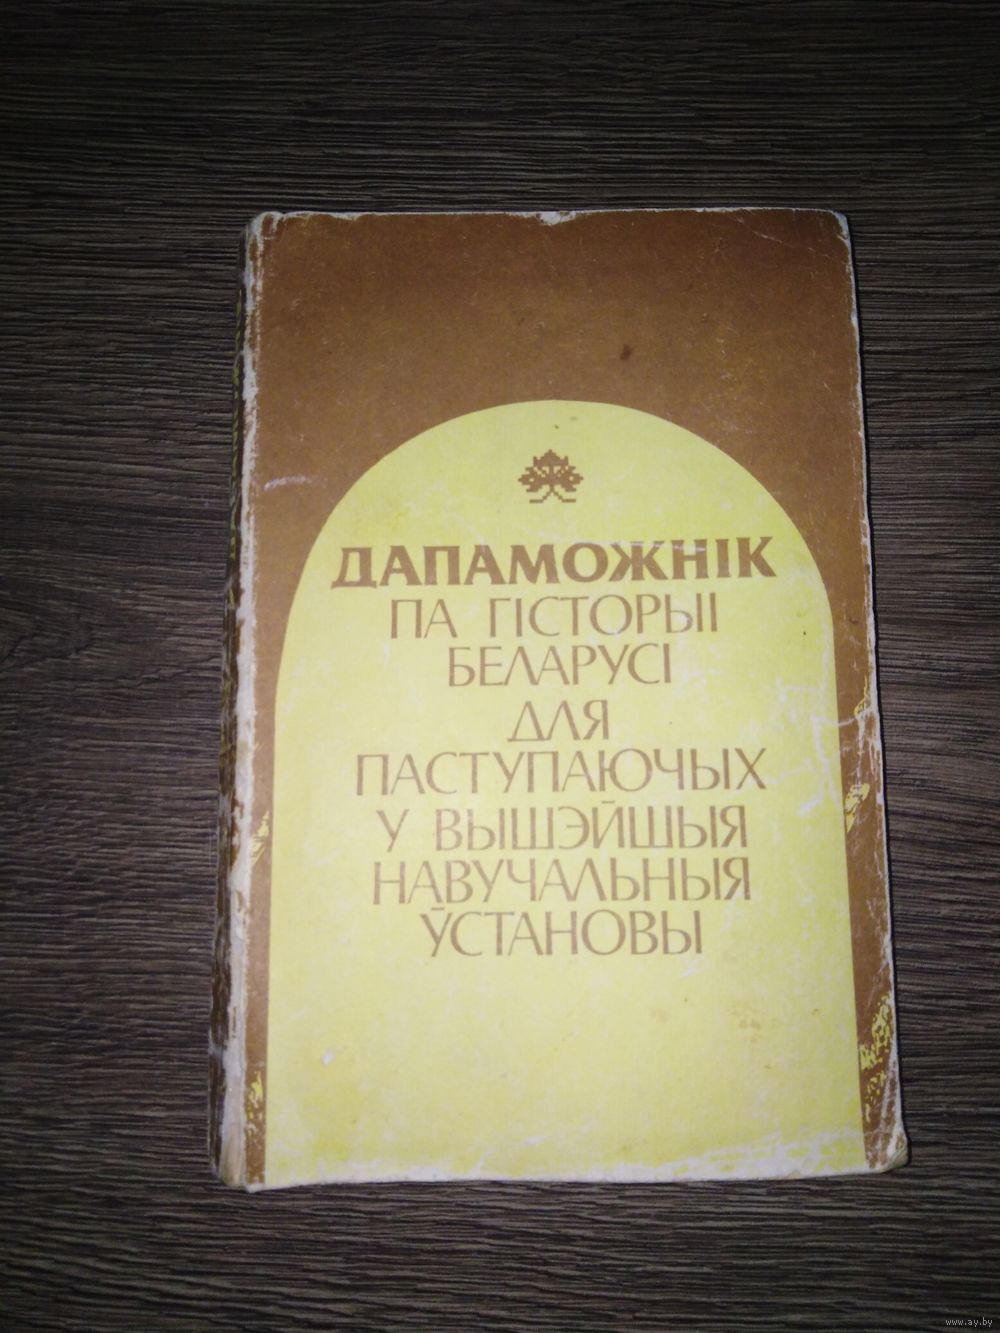 ДАПАМОЖНІК
ПА ГІСТОРЫІ
БЕЛАРУСІ
ДЛЯ
ПАСТУПАЮЧЫХ
У ВЫШЭЙШЫЯ
НАВУЧАЛЬНЫЯ
ЎСТАНОВЫ
www.ay.by